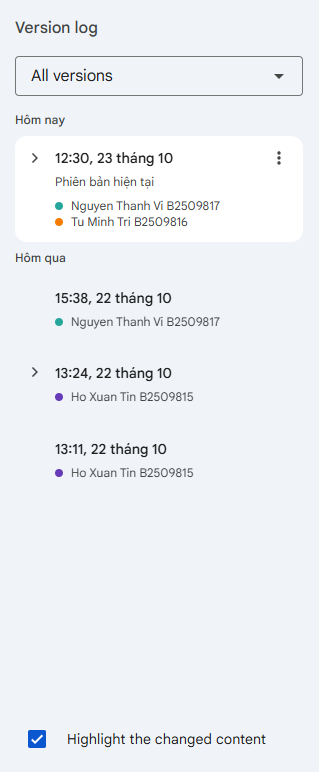 Version log
All versions
Hôm nay
12:30, 23 tháng 10
Phiên bản hiện tại
Nguyen Thanh Vi B2509817
Tu Minh Tri B2509816
Hôm qua
15:38, 22 tháng 10
Nguyen Thanh Vi B2509817
13:24, 22 tháng 10
Ho Xuan Tin B2509815
13:11, 22 tháng 10
Ho Xuan Tin B2509815
Highlight the changed content